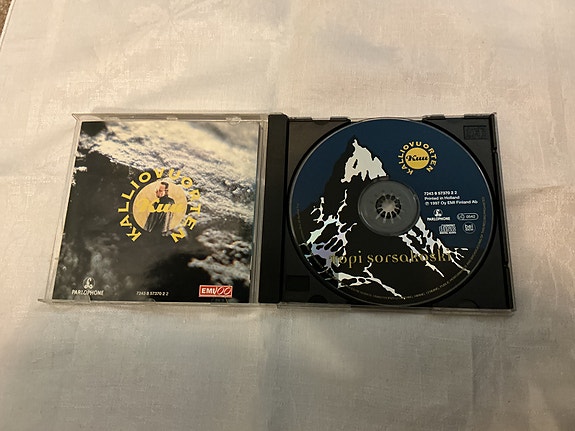 KALLIOVUORTEN
Kuu
PARLOPHONE
7243 8 57370 2 2
EMI 100
KALLIOVUORTEN
Kuu
7243 8 57370 2 2
Printed in Holland
℗ 1997 Oy EMI Finland Ab
PARLOPHONE
topi sorsakoski